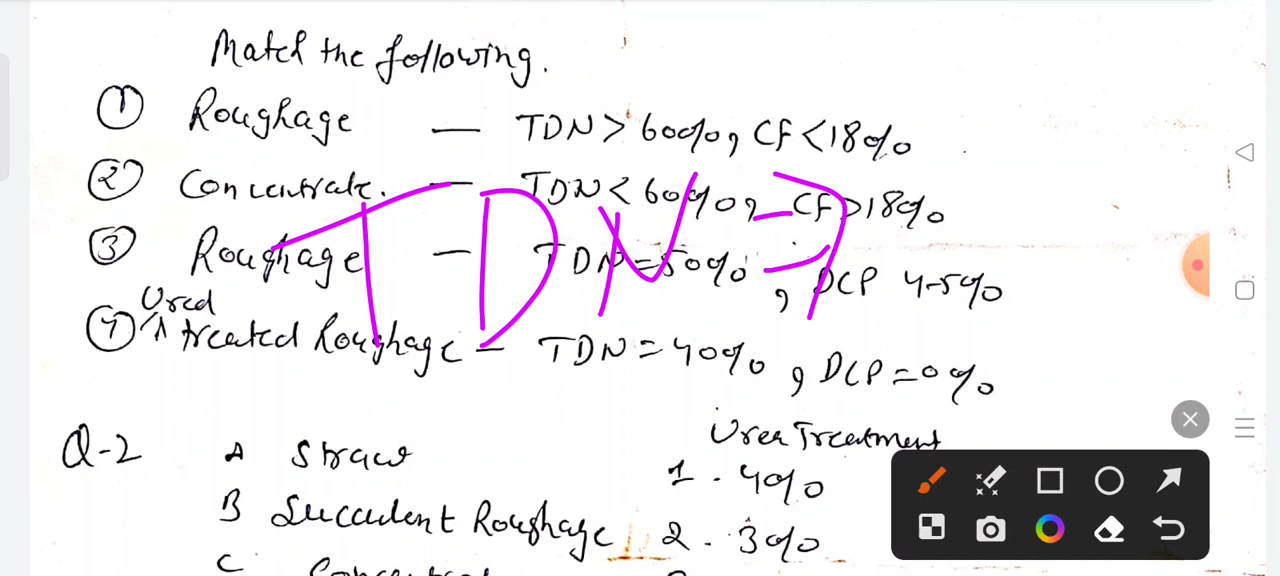 Match the following.
① Roughage — TDN > 60%, CF < 18%
② Concentrate. — TDN < 60%, CF > 18%
③ Roughage — TDN = 50%, DCP 4-5%
Urea
④ ^ treated Roughage — TDN = 40%, DCP = 0%
TDN
Q-2 A Straw
Urea Treatment
1. 4%
B Succulent Roughage 2. 3%
C